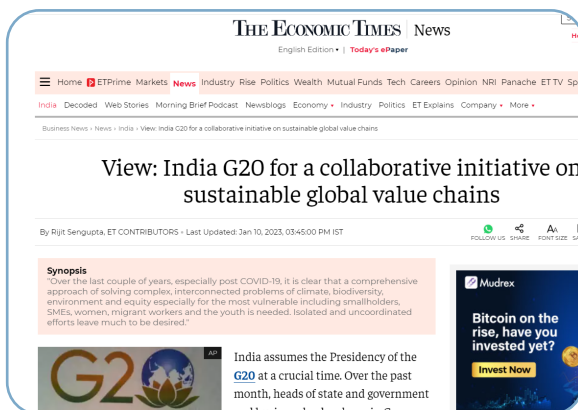 THE ECONOMIC TIMES | News
English Edition ▾ | Today's ePaper
Home ETPrime Markets News Industry Rise Politics Wealth Mutual Funds Tech Careers Opinion NRI Panache ET TV
India Decoded Web Stories Morning Brief Podcast Newsblogs Economy ▾ Industry Politics ET Explains Company ▾ More ▾
Business News › News › India › View: India G20 for a collaborative initiative on sustainable global value chains
View: India G20 for a collaborative initiative on
sustainable global value chains
By Rijit Sengupta, ET CONTRIBUTORS • Last Updated: Jan 10, 2023, 03:45:00 PM IST
FOLLOW US SHARE FONT SIZE
Synopsis
"Over the last couple of years, especially post COVID-19, it is clear that a comprehensive
approach of solving complex, interconnected problems of climate, biodiversity,
environment and equity especially for the most vulnerable including smallholders,
SMEs, women, migrant workers and the youth is needed. Isolated and uncoordinated
efforts leave much to be desired."
Mudrex
Bitcoin on the
rise, have you
invested yet?
Invest Now
AP
G20
India assumes the Presidency of the
G20 at a crucial time. Over the past
month, heads of state and government